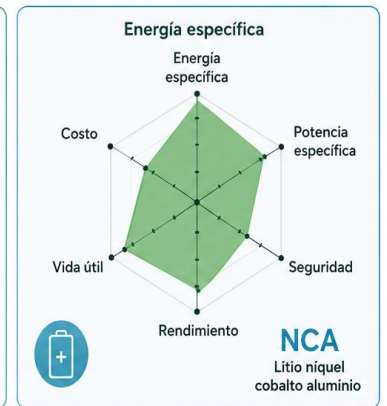 Energía específica
Energía
específica
Costo
Potencia
específica
Vida útil
Seguridad
Rendimiento
NCA
Litio níquel
cobalto aluminio